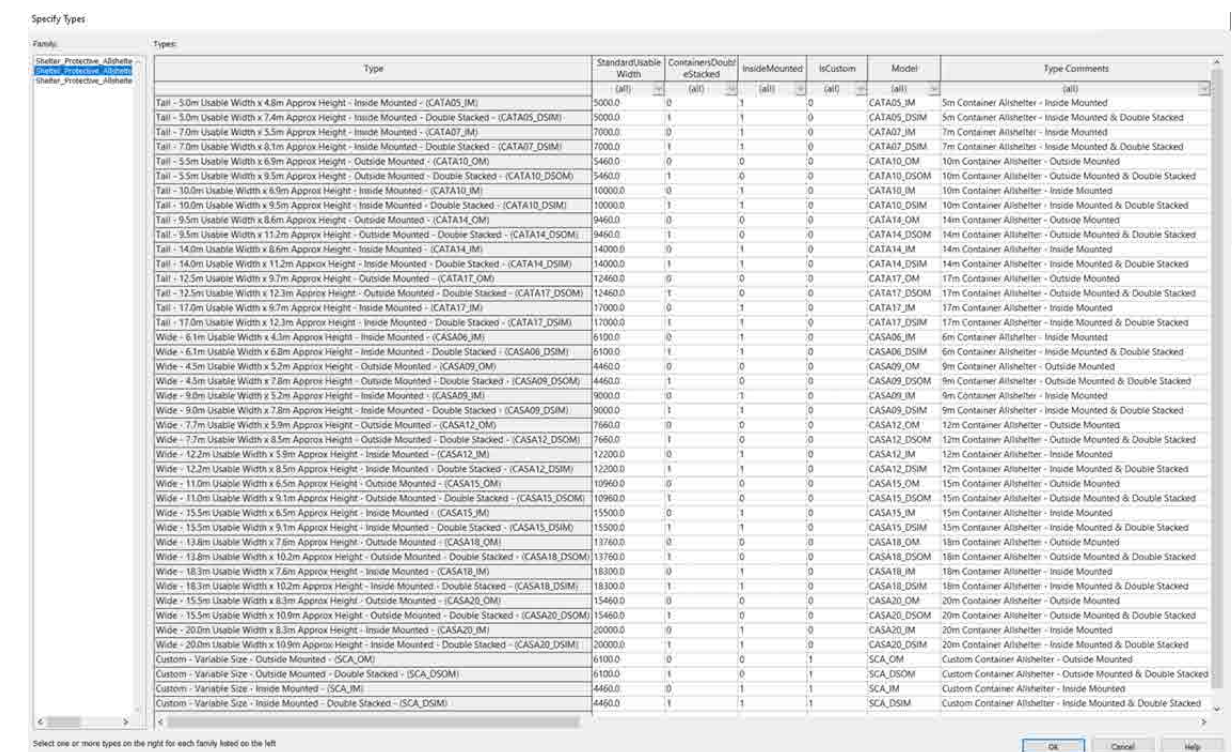 Specify Types
Family: Types:
Shelter_Protective_Allshelte
Shelter_Protective_Allshelte
Shelter_Protective_Allshelte
Type StandardUsable Width ContainersDoubleStacked InsideMounted IsCustom Model Type Comments
(all) (all) (all) (all) (all) (all)
Tall - 5.0m Usable Width x 4.8m Approx Height - Inside Mounted - (CATA05_IM) 5000.0 0 1 0 CATA05_IM 5m Container Allshelter - Inside Mounted
Tall - 5.0m Usable Width x 7.4m Approx Height - Inside Mounted - Double Stacked - (CATA05_DSIM) 5000.0 1 1 0 CATA05_DSIM 5m Container Allshelter - Inside Mounted & Double Stacked
Tall - 7.0m Usable Width x 5.5m Approx Height - Inside Mounted - (CATA07_IM) 7000.0 0 1 0 CATA07_IM 7m Container Allshelter - Inside Mounted
Tall - 7.0m Usable Width x 8.1m Approx Height - Inside Mounted - Double Stacked - (CATA07_DSIM) 7000.0 1 1 0 CATA07_DSIM 7m Container Allshelter - Inside Mounted & Double Stacked
Tall - 5.5m Usable Width x 6.9m Approx Height - Outside Mounted - (CATA10_OM) 5460.0 0 0 0 CATA10_OM 10m Container Allshelter - Outside Mounted
Tall - 5.5m Usable Width x 9.5m Approx Height - Outside Mounted - Double Stacked - (CATA10_DSOM) 5460.0 1 0 0 CATA10_DSOM 10m Container Allshelter - Outside Mounted & Double Stacked
Tall - 10.0m Usable Width x 6.9m Approx Height - Inside Mounted - (CATA10_IM) 10000.0 0 1 0 CATA10_IM 10m Container Allshelter - Inside Mounted
Tall - 10.0m Usable Width x 9.5m Approx Height - Inside Mounted - Double Stacked - (CATA10_DSIM) 10000.0 1 1 0 CATA10_DSIM 10m Container Allshelter - Inside Mounted & Double Stacked
Tall - 9.5m Usable Width x 8.6m Approx Height - Outside Mounted - (CATA14_OM) 9460.0 0 0 0 CATA14_OM 14m Container Allshelter - Outside Mounted
Tall - 9.5m Usable Width x 11.2m Approx Height - Outside Mounted - Double Stacked - (CATA14_DSOM) 9460.0 1 0 0 CATA14_DSOM 14m Container Allshelter - Outside Mounted & Double Stacked
Tall - 14.0m Usable Width x 8.6m Approx Height - Inside Mounted - (CATA14_IM) 14000.0 0 1 0 CATA14_IM 14m Container Allshelter - Inside Mounted
Tall - 14.0m Usable Width x 11.2m Approx Height - Inside Mounted - Double Stacked - (CATA14_DSIM) 14000.0 1 1 0 CATA14_DSIM 14m Container Allshelter - Inside Mounted & Double Stacked
Tall - 12.5m Usable Width x 9.7m Approx Height - Outside Mounted - (CATA17_OM) 12460.0 0 0 0 CATA17_OM 17m Container Allshelter - Outside Mounted
Tall - 12.5m Usable Width x 12.3m Approx Height - Outside Mounted - Double Stacked - (CATA17_DSOM) 12460.0 1 0 0 CATA17_DSOM 17m Container Allshelter - Outside Mounted & Double Stacked
Tall - 17.0m Usable Width x 9.7m Approx Height - Inside Mounted - (CATA17_IM) 17000.0 0 1 0 CATA17_IM 17m Container Allshelter - Inside Mounted
Tall - 17.0m Usable Width x 12.3m Approx Height - Inside Mounted - Double Stacked - (CATA17_DSIM) 17000.0 1 1 0 CATA17_DSIM 17m Container Allshelter - Inside Mounted & Double Stacked
Wide - 6.1m Usable Width x 4.3m Approx Height - Inside Mounted - (CASA06_IM) 6100.0 0 1 0 CASA06_IM 6m Container Allshelter - Inside Mounted
Wide - 6.1m Usable Width x 6.8m Approx Height - Inside Mounted - Double Stacked - (CASA06_DSIM) 6100.0 1 1 0 CASA06_DSIM 6m Container Allshelter - Inside Mounted & Double Stacked
Wide - 4.5m Usable Width x 5.2m Approx Height - Outside Mounted - (CASA09_OM) 4460.0 0 0 0 CASA09_OM 9m Container Allshelter - Outside Mounted
Wide - 4.5m Usable Width x 7.8m Approx Height - Outside Mounted - Double Stacked - (CASA09_DSOM) 4460.0 1 0 0 CASA09_DSOM 9m Container Allshelter - Outside Mounted & Double Stacked
Wide - 9.0m Usable Width x 5.2m Approx Height - Inside Mounted - (CASA09_IM) 9000.0 0 1 0 CASA09_IM 9m Container Allshelter - Inside Mounted
Wide - 9.0m Usable Width x 7.8m Approx Height - Inside Mounted - Double Stacked - (CASA09_DSIM) 9000.0 1 1 0 CASA09_DSIM 9m Container Allshelter - Inside Mounted & Double Stacked
Wide - 7.7m Usable Width x 5.9m Approx Height - Outside Mounted - (CASA12_OM) 7660.0 0 0 0 CASA12_OM 12m Container Allshelter - Outside Mounted
Wide - 7.7m Usable Width x 8.5m Approx Height - Outside Mounted - Double Stacked - (CASA12_DSOM) 7660.0 1 0 0 CASA12_DSOM 12m Container Allshelter - Outside Mounted & Double Stacked
Wide - 12.2m Usable Width x 5.9m Approx Height - Inside Mounted - (CASA12_IM) 12200.0 0 1 0 CASA12_IM 12m Container Allshelter - Inside Mounted
Wide - 12.2m Usable Width x 8.5m Approx Height - Inside Mounted - Double Stacked - (CASA12_DSIM) 12200.0 1 1 0 CASA12_DSIM 12m Container Allshelter - Inside Mounted & Double Stacked
Wide - 11.0m Usable Width x 6.5m Approx Height - Outside Mounted - (CASA15_OM) 10960.0 0 0 0 CASA15_OM 15m Container Allshelter - Outside Mounted
Wide - 11.0m Usable Width x 9.1m Approx Height - Outside Mounted - Double Stacked - (CASA15_DSOM) 10960.0 1 0 0 CASA15_DSOM 15m Container Allshelter - Outside Mounted & Double Stacked
Wide - 15.5m Usable Width x 6.5m Approx Height - Inside Mounted - (CASA15_IM) 15500.0 0 1 0 CASA15_IM 15m Container Allshelter - Inside Mounted
Wide - 15.5m Usable Width x 9.1m Approx Height - Inside Mounted - Double Stacked - (CASA15_DSIM) 15500.0 1 1 0 CASA15_DSIM 15m Container Allshelter - Inside Mounted & Double Stacked
Wide - 13.8m Usable Width x 7.6m Approx Height - Outside Mounted - (CASA18_OM) 13760.0 0 0 0 CASA18_OM 18m Container Allshelter - Outside Mounted
Wide - 13.8m Usable Width x 10.2m Approx Height - Outside Mounted - Double Stacked - (CASA18_DSOM) 13760.0 1 0 0 CASA18_DSOM 18m Container Allshelter - Outside Mounted & Double Stacked
Wide - 18.3m Usable Width x 7.6m Approx Height - Inside Mounted - (CASA18_IM) 18300.0 0 1 0 CASA18_IM 18m Container Allshelter - Inside Mounted
Wide - 18.3m Usable Width x 10.2m Approx Height - Inside Mounted - Double Stacked - (CASA18_DSIM) 18300.0 1 1 0 CASA18_DSIM 18m Container Allshelter - Inside Mounted & Double Stacked
Wide - 15.5m Usable Width x 8.3m Approx Height - Outside Mounted - (CASA20_OM) 15460.0 0 0 0 CASA20_OM 20m Container Allshelter - Outside Mounted
Wide - 15.5m Usable Width x 10.9m Approx Height - Outside Mounted - Double Stacked - (CASA20_DSOM) 15460.0 1 0 0 CASA20_DSOM 20m Container Allshelter - Outside Mounted & Double Stacked
Wide - 20.0m Usable Width x 8.3m Approx Height - Inside Mounted - (CASA20_IM) 20000.0 0 1 0 CASA20_IM 20m Container Allshelter - Inside Mounted
Wide - 20.0m Usable Width x 10.9m Approx Height - Inside Mounted - Double Stacked - (CASA20_DSIM) 20000.0 1 1 0 CASA20_DSIM 20m Container Allshelter - Inside Mounted & Double Stacked
Custom - Variable Size - Outside Mounted - (SCA_OM) 6100.0 0 0 1 SCA_OM Custom Container Allshelter - Outside Mounted
Custom - Variable Size - Outside Mounted - Double Stacked - (SCA_DSOM) 6100.0 1 0 1 SCA_DSOM Custom Container Allshelter - Outside Mounted & Double Stacked
Custom - Variable Size - Inside Mounted - (SCA_IM) 4460.0 0 1 1 SCA_IM Custom Container Allshelter - Inside Mounted
Custom - Variable Size - Inside Mounted - Double Stacked - (SCA_DSIM) 4460.0 1 1 1 SCA_DSIM Custom Container Allshelter - Inside Mounted & Double Stacked
Select one or more types on the right for each family listed on the left
OK Cancel Help